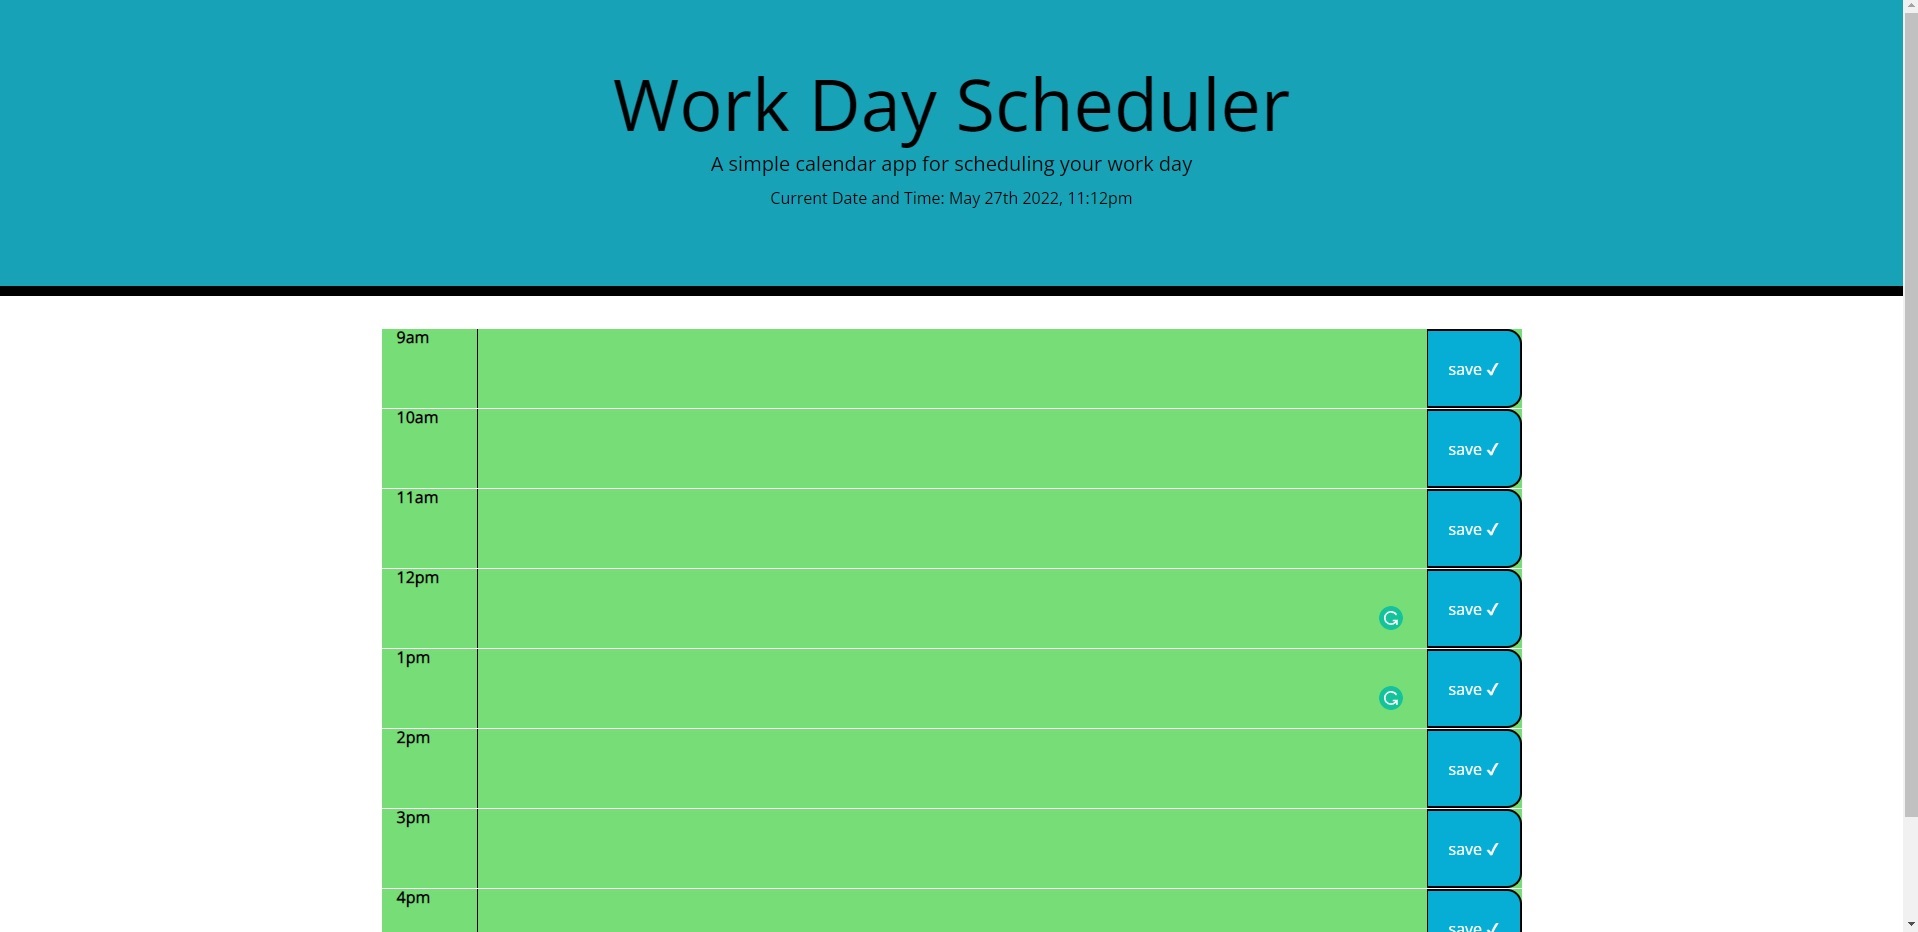 Work Day Scheduler
A simple calendar app for scheduling your work day
Current Date and Time: May 27th 2022, 11:12pm
9am
save ✓
10am
save ✓
11am
save ✓
12pm
save ✓
1pm
save ✓
2pm
save ✓
3pm
save ✓
4pm
save ✓